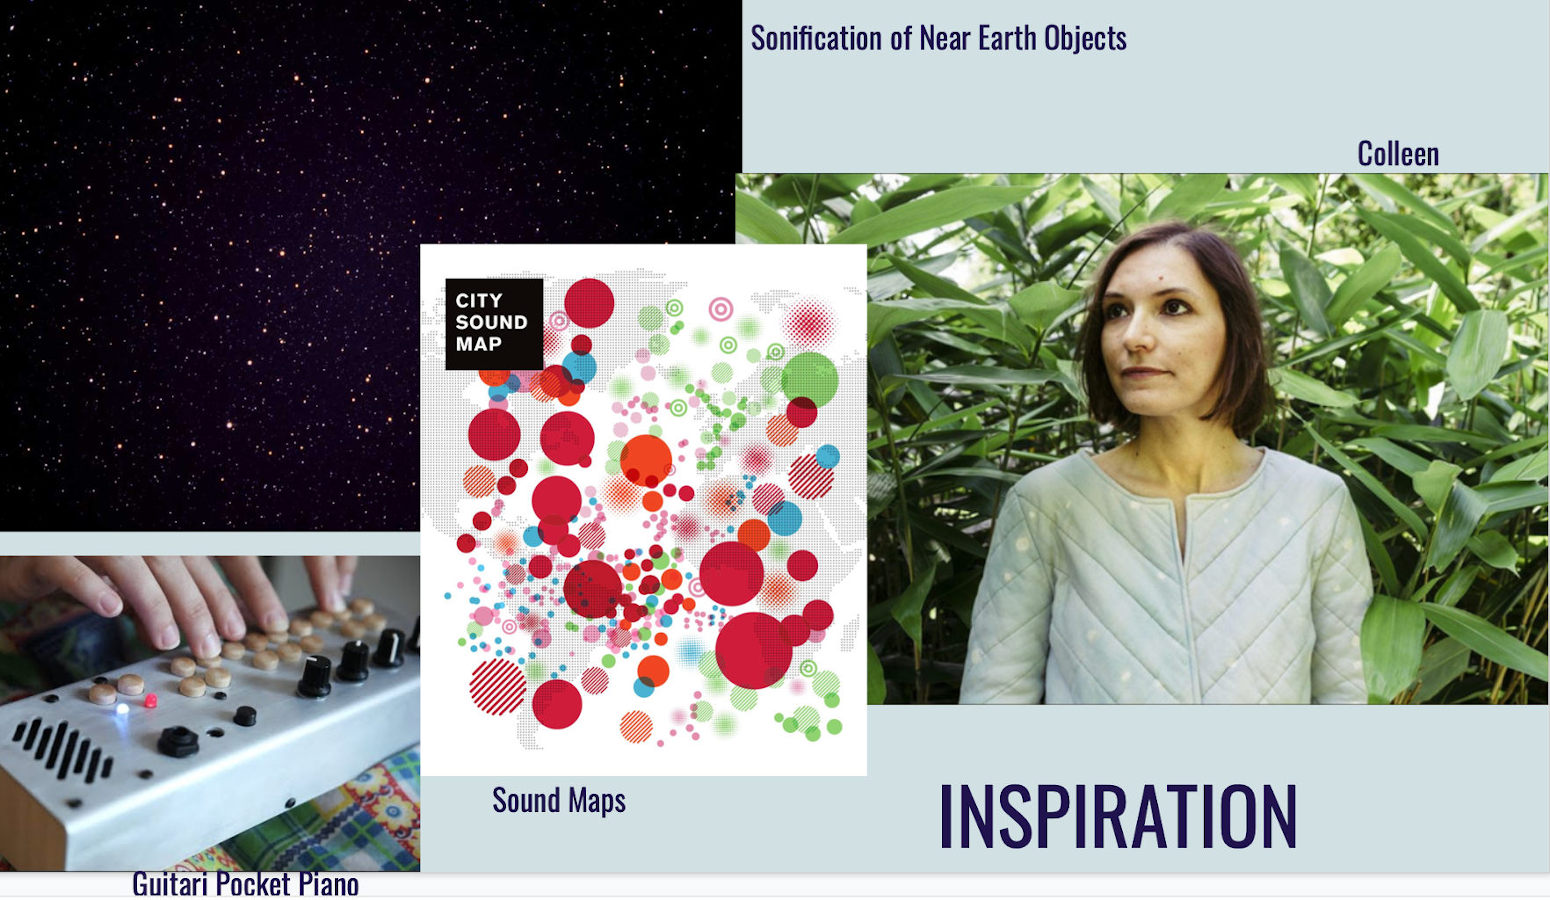 Sonification of Near Earth Objects
Colleen
CITY
SOUND
MAP
Sound Maps
INSPIRATION
Guitari Pocket Piano